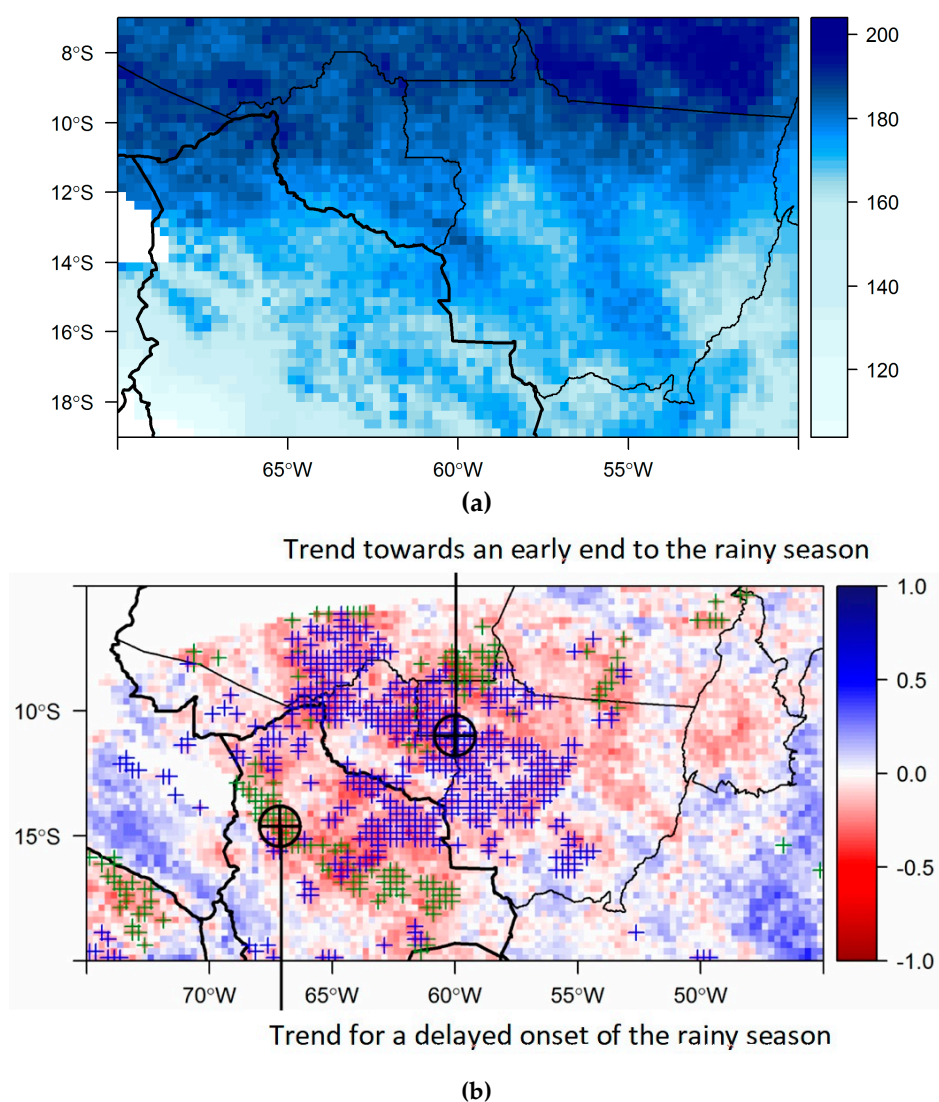 8°S
10°S
12°S
14°S
16°S
18°S
65°W
60°W
55°W
200
180
160
140
120
(a)
Trend towards an early end to the rainy season
10°S
15°S
70°W
65°W
60°W
55°W
50°W
1.0
0.5
0.0
-0.5
-1.0
Trend for a delayed onset of the rainy season
(b)